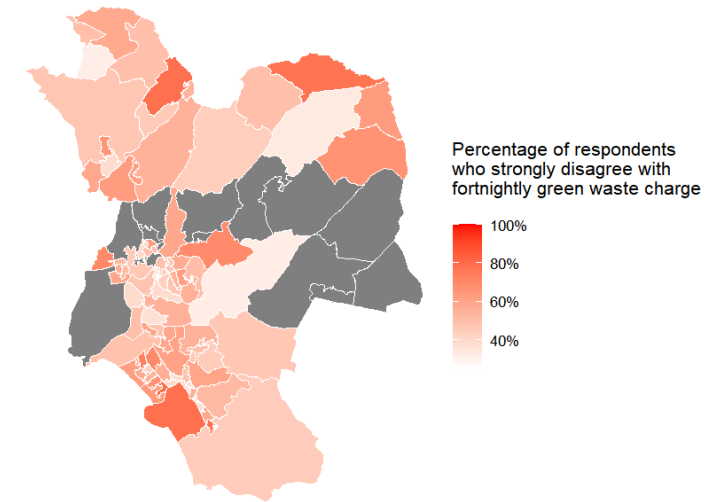 Percentage of respondents
who strongly disagree with
fortnightly green waste charge
100%
80%
60%
40%